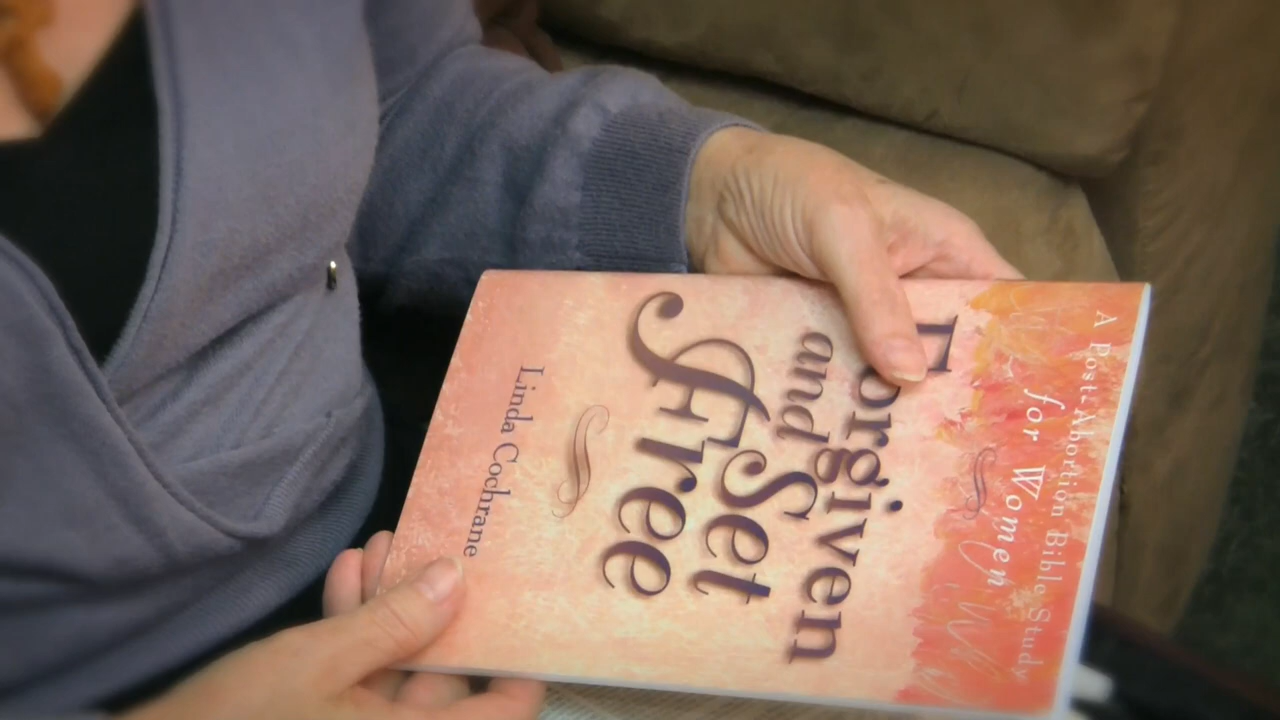 A Post-Abortion Bible Study
for Women
Forgiven
and Set
Free
Linda Cochrane